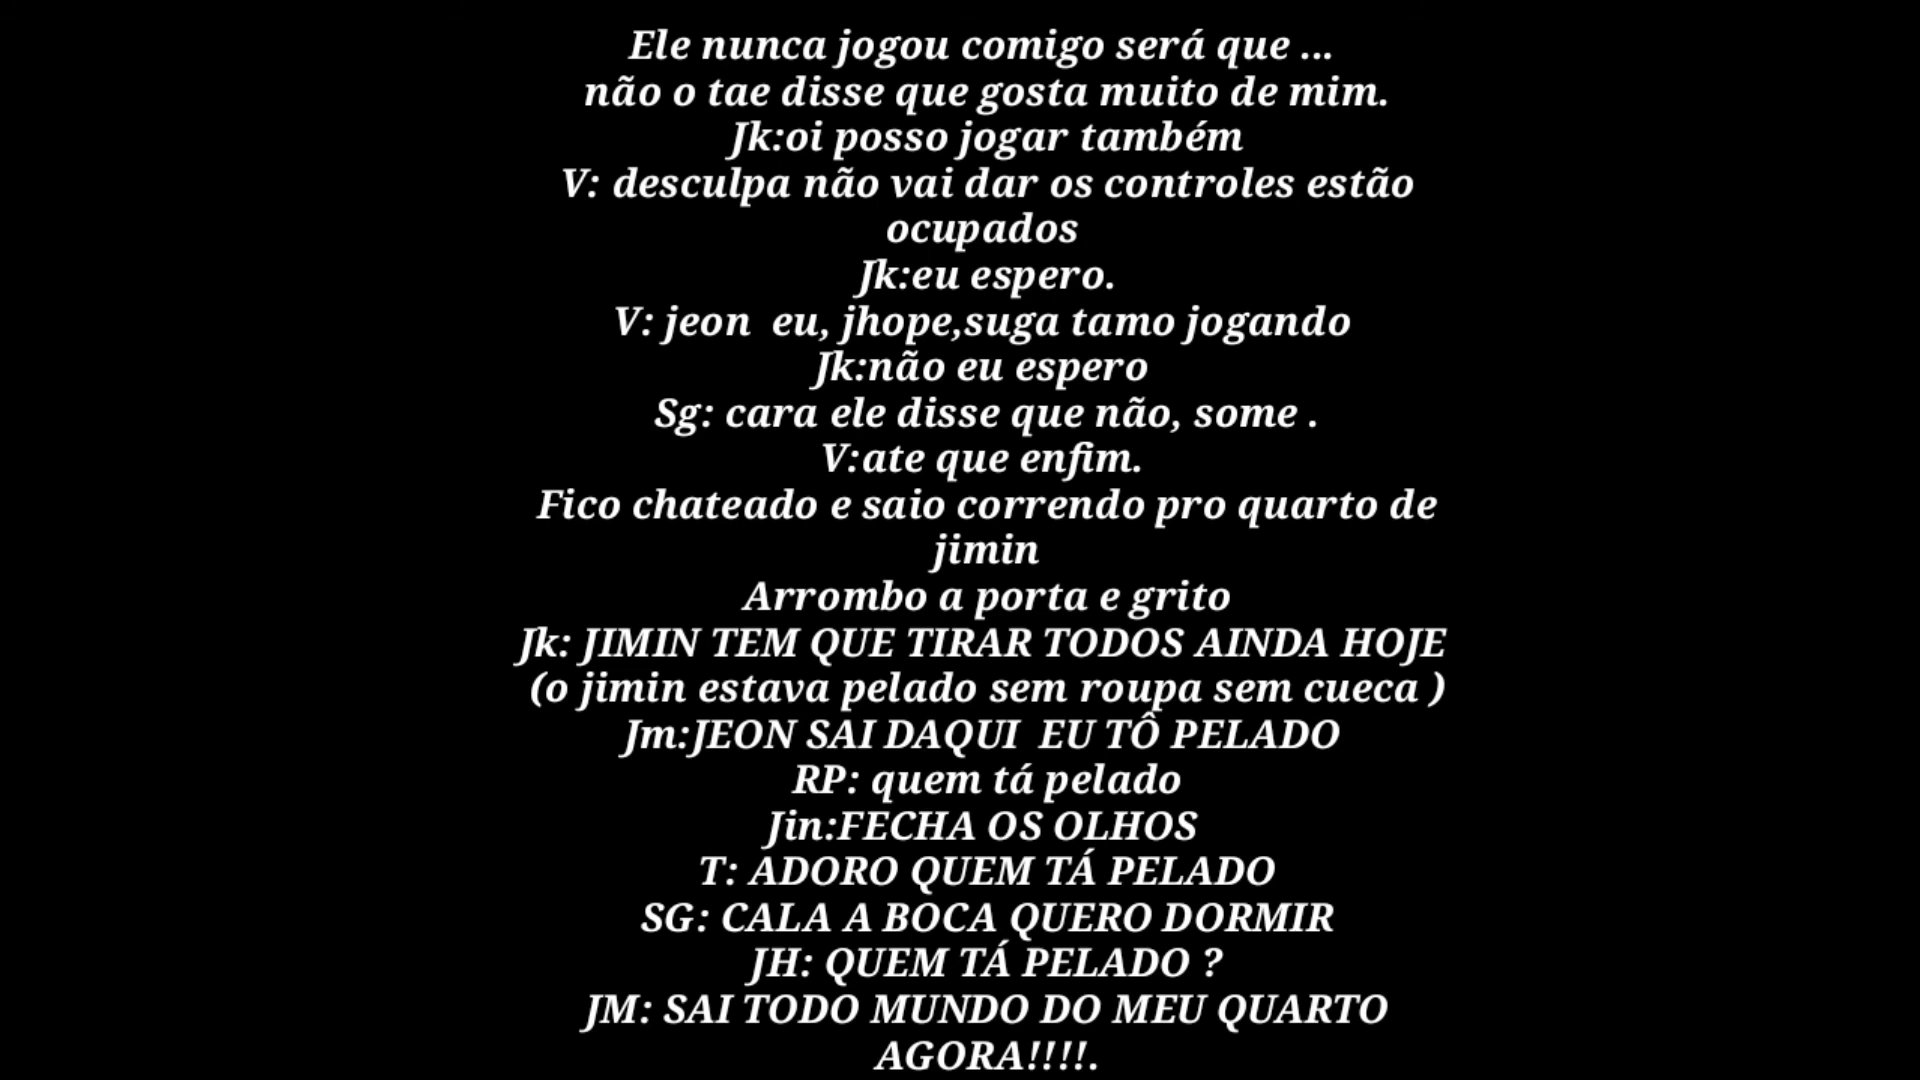 Ele nunca jogou comigo será que ...
não o tae disse que gosta muito de mim.
Jk:oi posso jogar também
V: desculpa não vai dar os controles estão
ocupados
Jk:eu espero.
V: jeon  eu, jhope,suga tamo jogando
Jk:não eu espero
Sg: cara ele disse que não, some .
V:ate que enfim.
Fico chateado e saio correndo pro quarto de
jimin
Arrombo a porta e grito
Jk: JIMIN TEM QUE TIRAR TODOS AINDA HOJE
(o jimin estava pelado sem roupa sem cueca )
Jm:JEON SAI DAQUI  EU TÔ PELADO
RP: quem tá pelado
Jin:FECHA OS OLHOS
T: ADORO QUEM TÁ PELADO
SG: CALA A BOCA QUERO DORMIR
JH: QUEM TÁ PELADO ?
JM: SAI TODO MUNDO DO MEU QUARTO
AGORA!!!!.